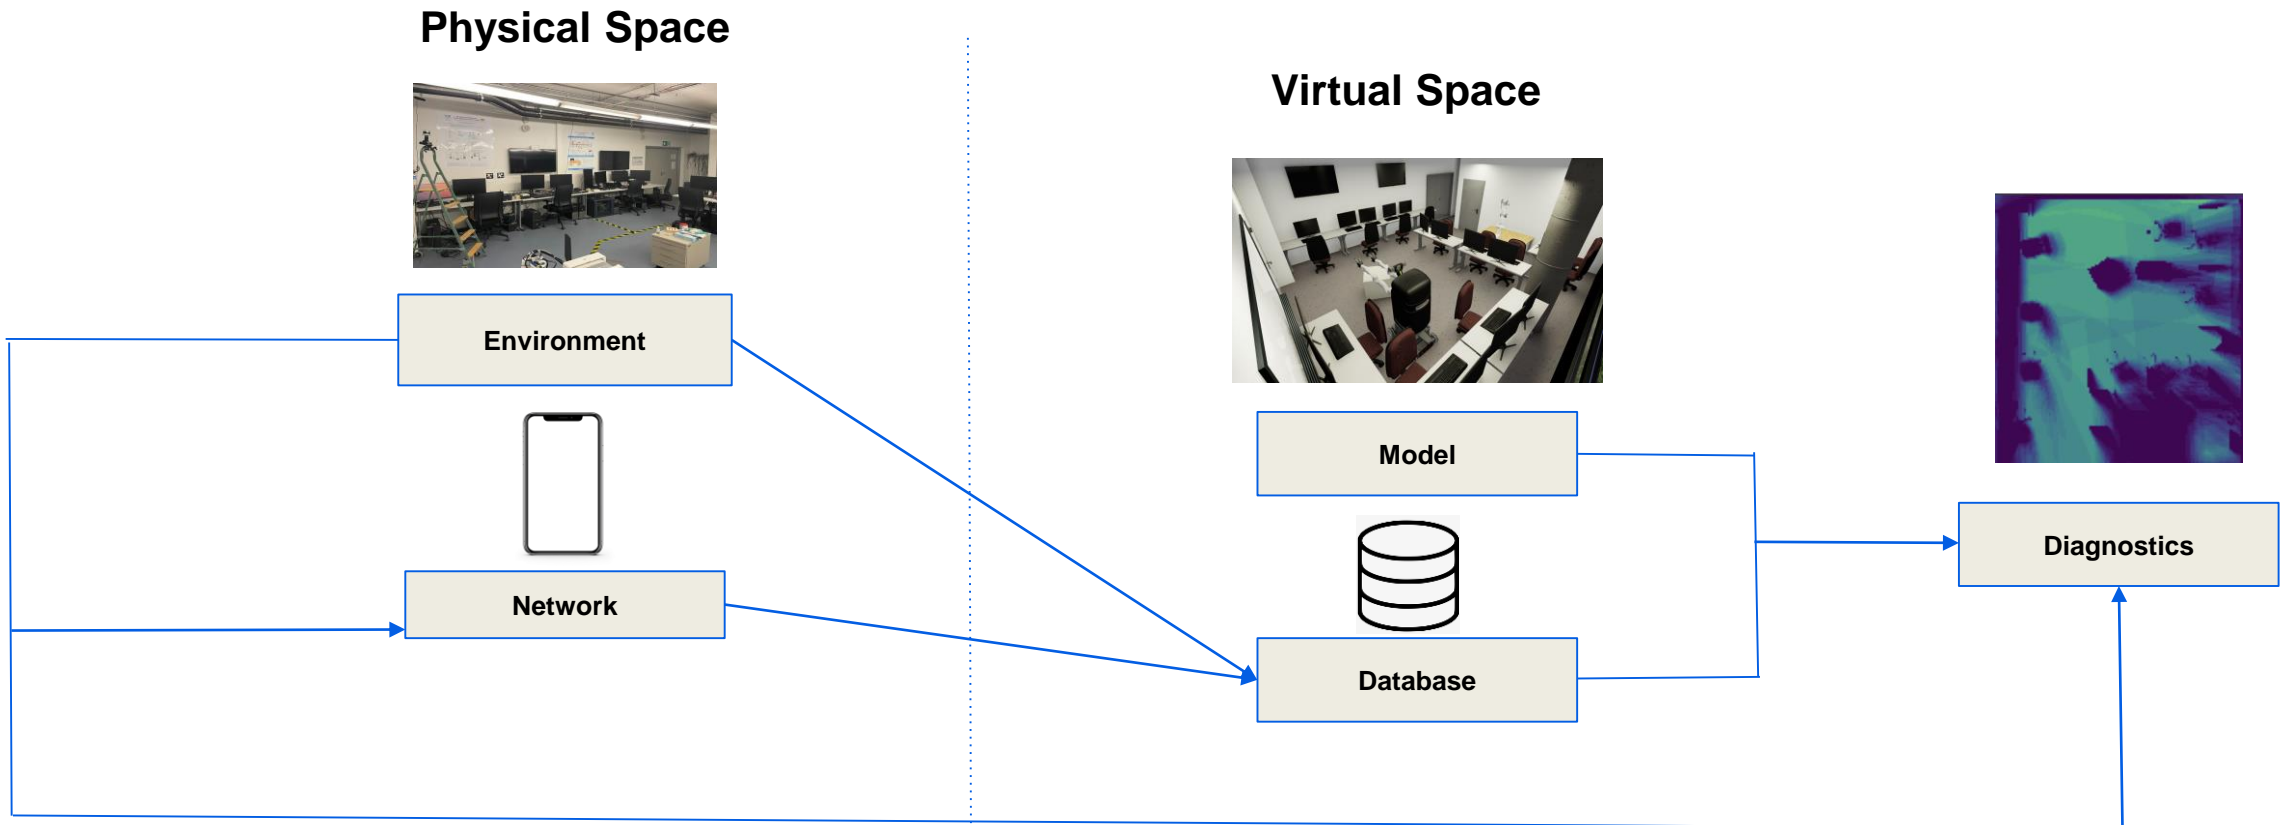 Physical Space
Virtual Space
Environment
Model
Network
Diagnostics
Database